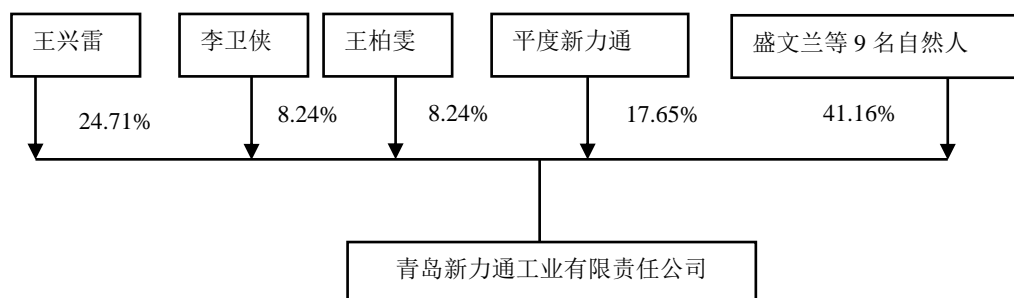 王兴雷
李卫侠
王柏雯
平度新力通
盛文兰等 9 名自然人
24.71%
8.24%
8.24%
17.65%
41.16%
青岛新力通工业有限责任公司